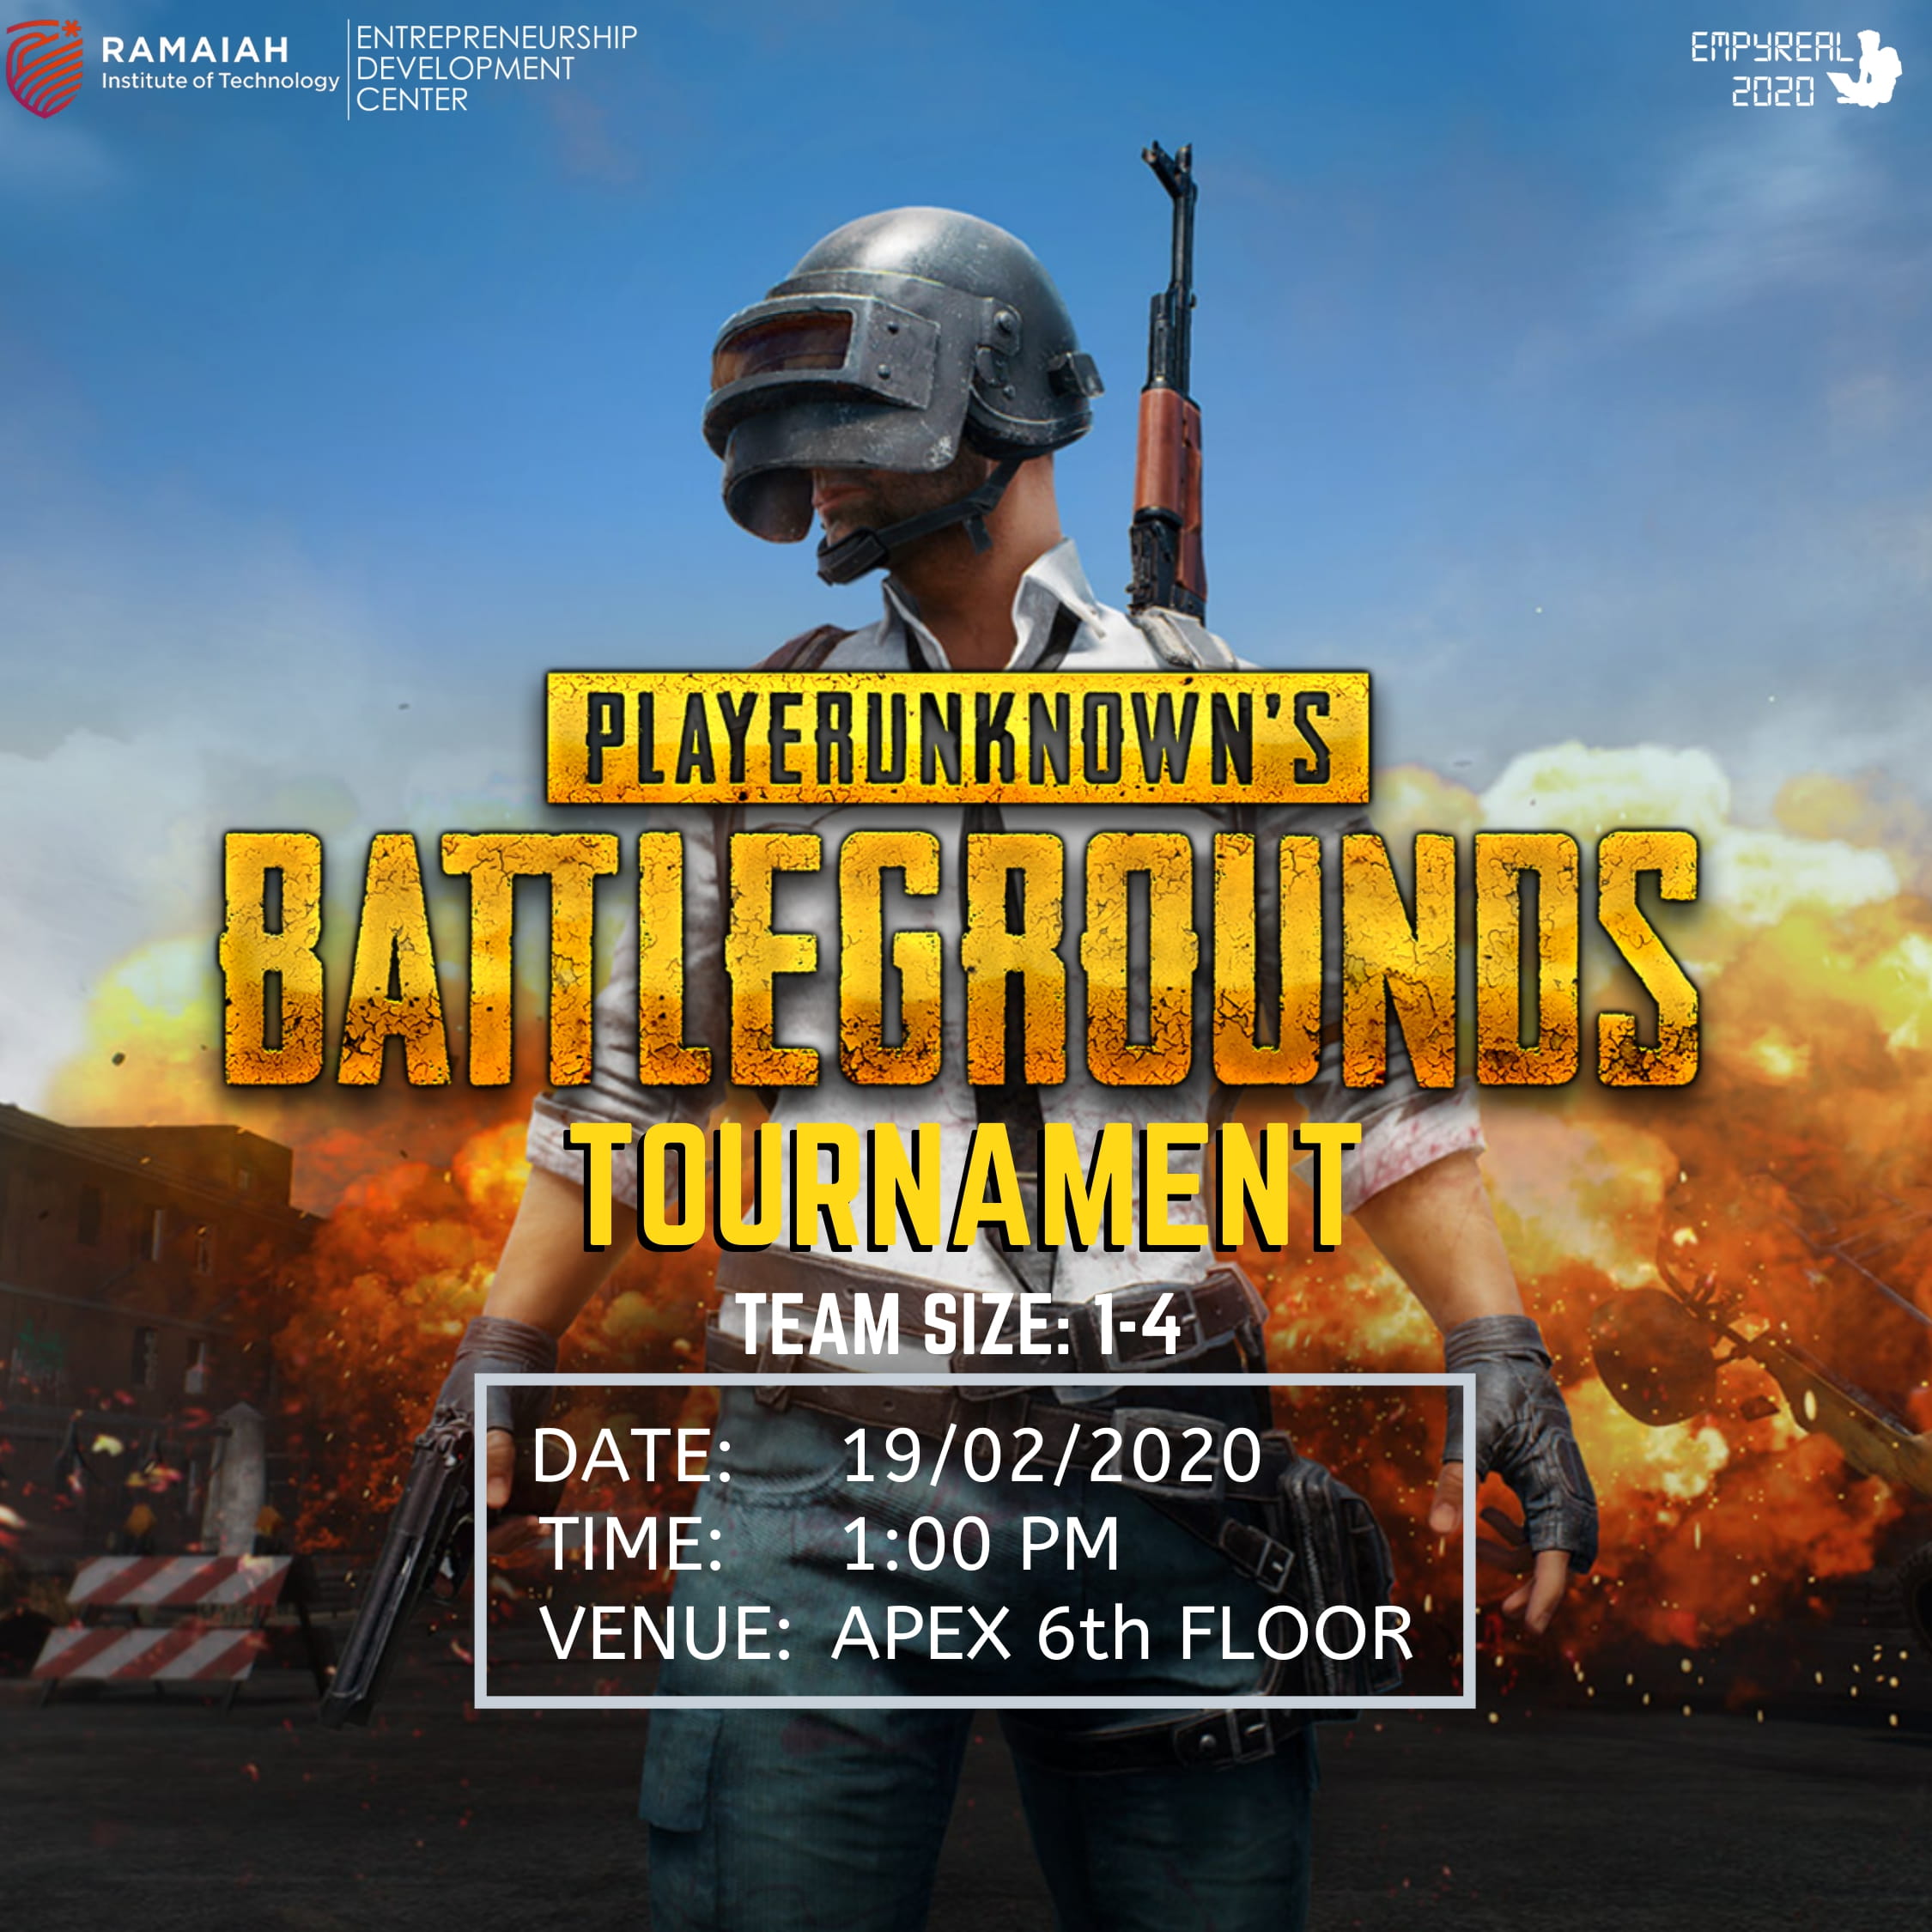 RAMAIAH
Institute of Technology
ENTREPRENEURSHIP
DEVELOPMENT
CENTER
EMPYREAL
2020
PLAYERUNKNOWN'S
BATTLEGROUNDS
TOURNAMENT
TEAM SIZE: 1-4
DATE: 19/02/2020
TIME: 1:00 PM
VENUE: APEX 6th FLOOR